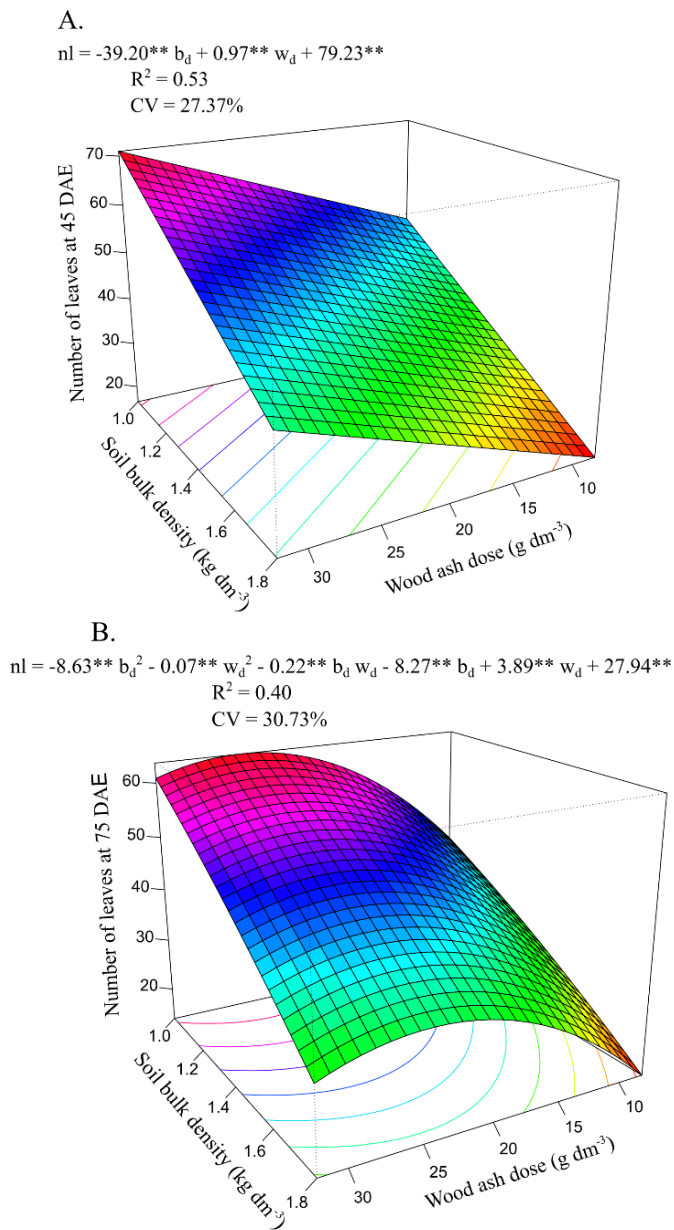 A.
nl = -39.20** b_d + 0.97** w_d + 79.23**
R² = 0.53
CV = 27.37%
70
60
50
40
30
20
Number of leaves at 45 DAE
1.0
1.2
1.4
1.6
1.8
Soil bulk density (kg dm⁻³)
30
25
20
15
10
Wood ash dose (g dm⁻³)
B.
nl = -8.63** b_d² - 0.07** w_d² - 0.22** b_d w_d - 8.27** b_d + 3.89** w_d + 27.94**
R² = 0.40
CV = 30.73%
60
50
40
30
20
Number of leaves at 75 DAE
1.0
1.2
1.4
1.6
1.8
Soil bulk density (kg dm⁻³)
30
25
20
15
10
Wood ash dose (g dm⁻³)